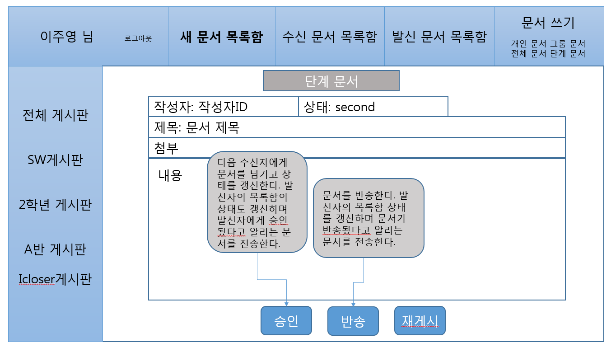 이주영 님
로그아웃
새 문서 목록함
수신 문서 목록함
발신 문서 목록함
문서 쓰기
개인 문서 그룹 문서
전체 문서 단계 문서
전체 게시판
SW게시판
2학년 게시판
A반 게시판
Icloser게시판
단계 문서
작성자: 작성자ID
상태: second
제목: 문서 제목
첨부
내용
다음 수신자에게
문서를 넘기고 상
태를 갱신한다. 발
신자의 목록함의
상태도 갱신하며
발신자에게 승인
됬다고 알리는 문
서를 전송한다.
문서를 반송한다. 발
신자의 목록함 상태
를 갱신하며 문서가
반송됬다고 알리는
문서를 전송한다.
승인
반송
재게시